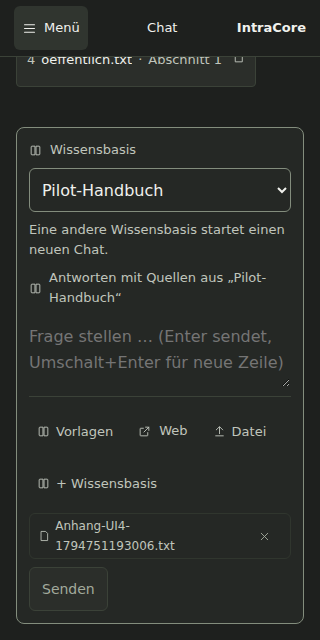 Menü
Chat
IntraCore
4 oeffentlich.txt · Abschnitt 1
Wissensbasis
Pilot-Handbuch
Eine andere Wissensbasis startet einen
neuen Chat.
Antworten mit Quellen aus „Pilot-
Handbuch“
Frage stellen … (Enter sendet,
Umschalt+Enter für neue Zeile)
Vorlagen
Web
Datei
+ Wissensbasis
Anhang-UI4-
1794751193006.txt
Senden